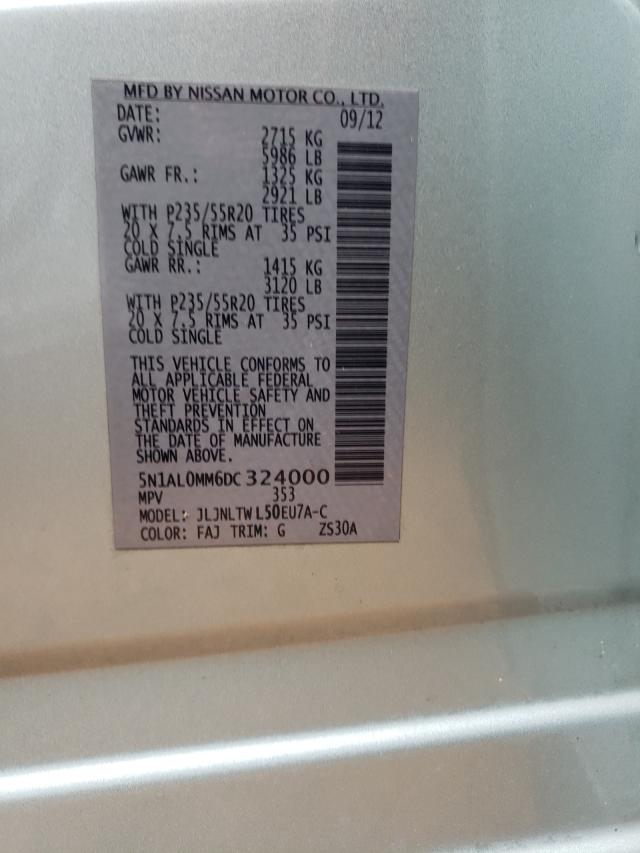 MFD BY NISSAN MOTOR CO., LTD.
DATE: 09/12
GVWR: 2715 KG
5986 LB
GAWR FR.: 1325 KG
2921 LB
WITH P235/55R20 TIRES
20 X 7.5 RIMS AT 35 PSI
COLD SINGLE
GAWR RR.: 1415 KG
3120 LB
WITH P235/55R20 TIRES
20 X 7.5 RIMS AT 35 PSI
COLD SINGLE
THIS VEHICLE CONFORMS TO
ALL APPLICABLE FEDERAL
MOTOR VEHICLE SAFETY AND
THEFT PREVENTION
STANDARDS IN EFFECT ON
THE DATE OF MANUFACTURE
SHOWN ABOVE.
5N1AL0MM6DC 324000
MPV 353
MODEL: JLJNLTW L50EU7A-C
COLOR: FAJ TRIM: G ZS30A